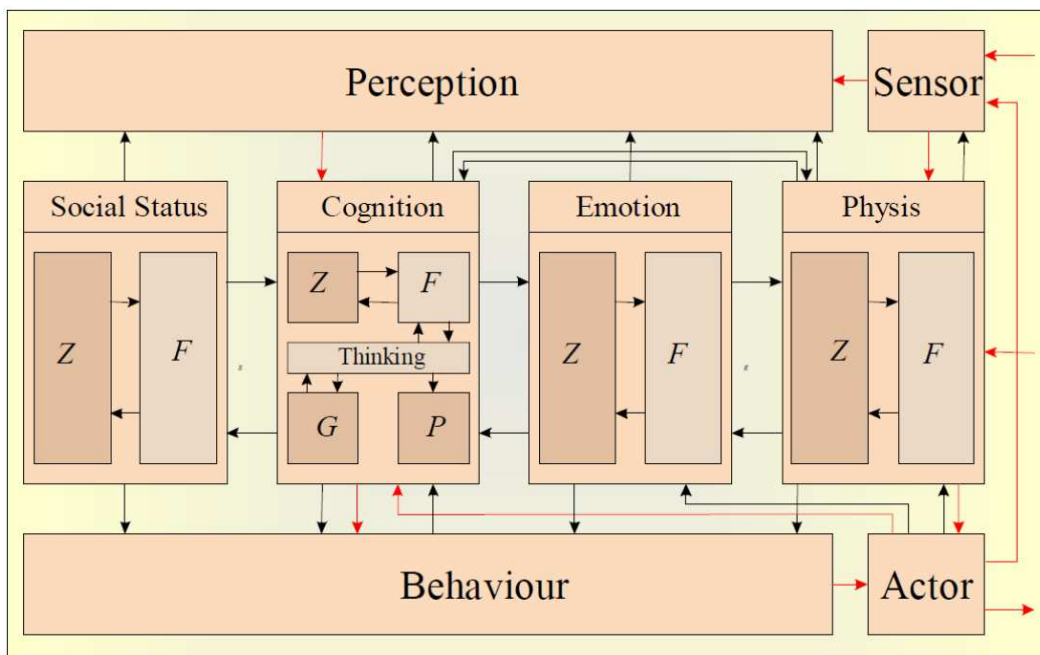 Perception
Sensor
Social Status
Cognition
Emotion
Physis
Z
F
Z
F
Thinking
G
P
Z
F
Z
F
Behaviour
Actor